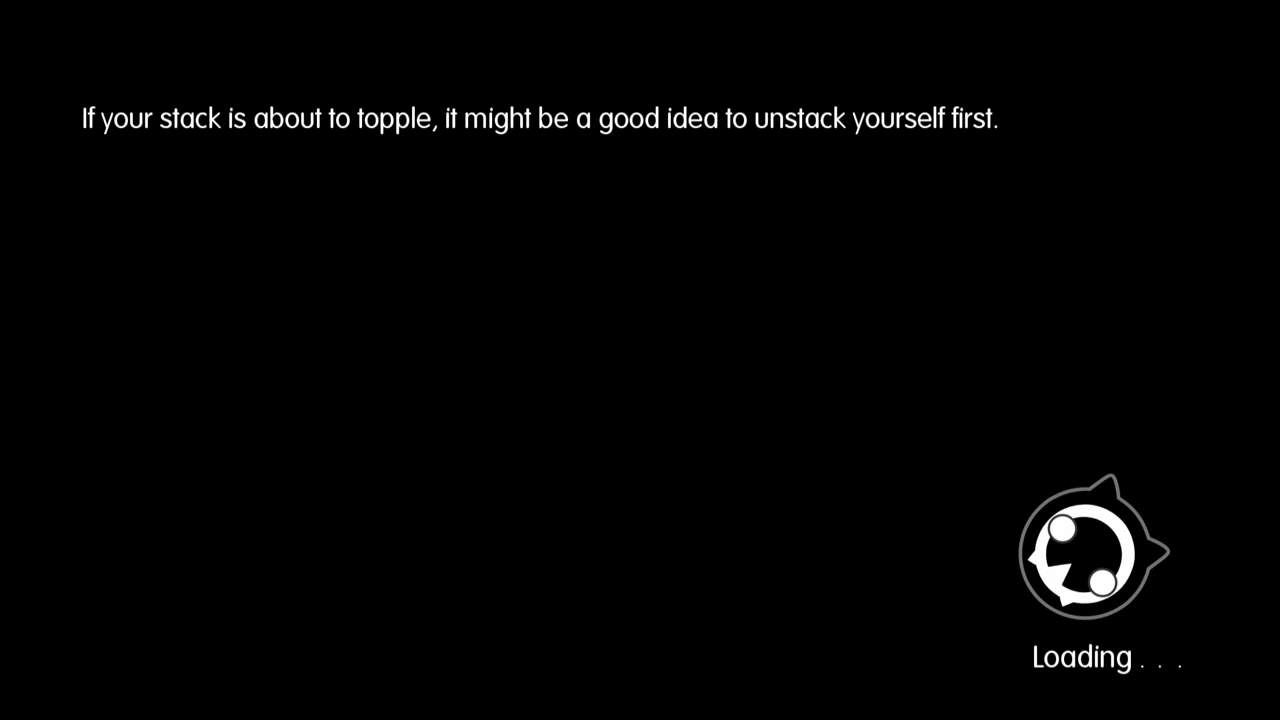 If your stack is about to topple, it might be a good idea to unstack yourself first.
Loading . . .